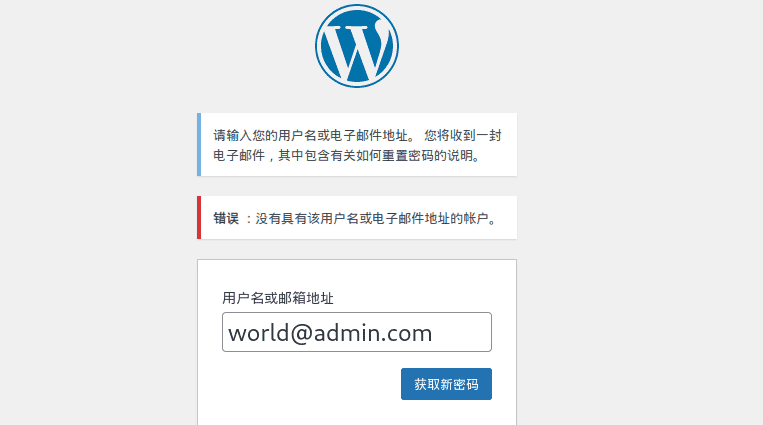 请输入您的用户名或电子邮件地址。 您将收到一封
电子邮件，其中包含有关如何重置密码的说明。
错误 ：没有具有该用户名或电子邮件地址的帐户。
用户名或邮箱地址
world@admin.com
获取新密码